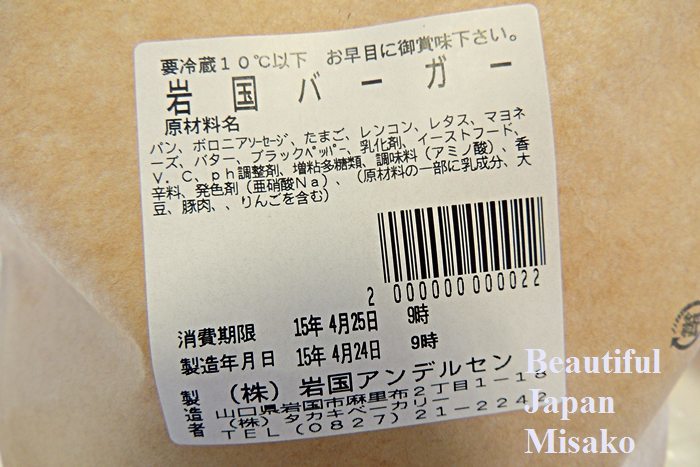 要冷蔵10℃以下 お早目に御賞味下さい。
岩国バーガー
原材料名
パン、ボロニアソーセージ、たまご、レンコン、レタス、マヨネ
ーズ、バター、ブラックペッパー、乳化剤、イーストフード、
V.C、ph調整剤、増粘多糖類、調味料(アミノ酸)、香
辛料、発色剤(亜硝酸Na)、(原材料の一部に乳成分、大
豆、豚肉、、りんごを含む)
2 000000 000022
消費期限 15年 4月25日 9時
製造年月日 15年 4月24日 9時
製造者 (株)岩国アンデルセン
山口県岩国市麻里布2丁目1-13
(株)タカキベーカリー
TEL(0827)21-2242
Beautiful
Japan
Misako